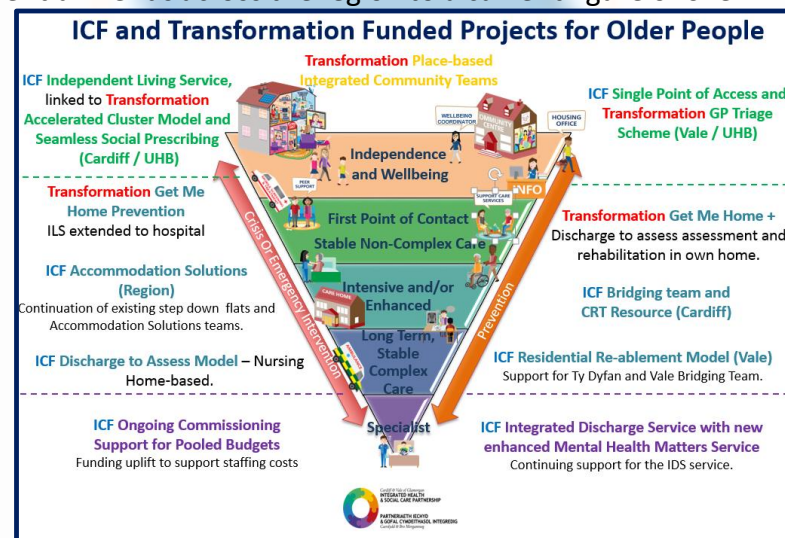 ICF and Transformation Funded Projects for Older People
ICF Independent Living Service,
linked to Transformation
Accelerated Cluster Model and
Seamless Social Prescribing
(Cardiff / UHB)
Transformation Place-based
Integrated Community Teams
ICF Single Point of Access and
Transformation GP Triage
Scheme (Vale / UHB)
WELLBEING
COORDINATOR
COMMUNITY
CENTRE
HOUSING
OFFICE
Independence
and Wellbeing
PEER
SUPPORT
SUPPORT CARE
SERVICES
INFO
Transformation Get Me
Home Prevention
ILS extended to hospital
First Point of Contact
Stable Non-Complex Care
Transformation Get Me Home +
Discharge to assess assessment and
rehabilitation in own home.
Crisis Or Emergency Intervention
Prevention
ICF Accommodation Solutions
(Region)
Continuation of existing step down flats and
Accommodation Solutions teams.
Intensive and/or
Enhanced
CARE HOME
ICF Bridging team and
CRT Resource (Cardiff)
ICF Discharge to Assess Model – Nursing
Home-based.
Long Term,
Stable
Complex
Care
ICF Residential Re-ablement Model (Vale)
Support for Ty Dyfan and Vale Bridging Team.
ICF Ongoing Commissioning
Support for Pooled Budgets
Funding uplift to support staffing costs
Specialist
ICF Integrated Discharge Service with new
enhanced Mental Health Matters Service
Continuing support for the IDS service.
Cardiff & Vale of Glamorgan
INTEGRATED HEALTH
& SOCIAL CARE PARTNERSHIP
PARTNERIAETH IECHYD
& GOFAL CYMDEITHASOL INTEGREDIG
Caerdydd a'r Fro Morgannwg